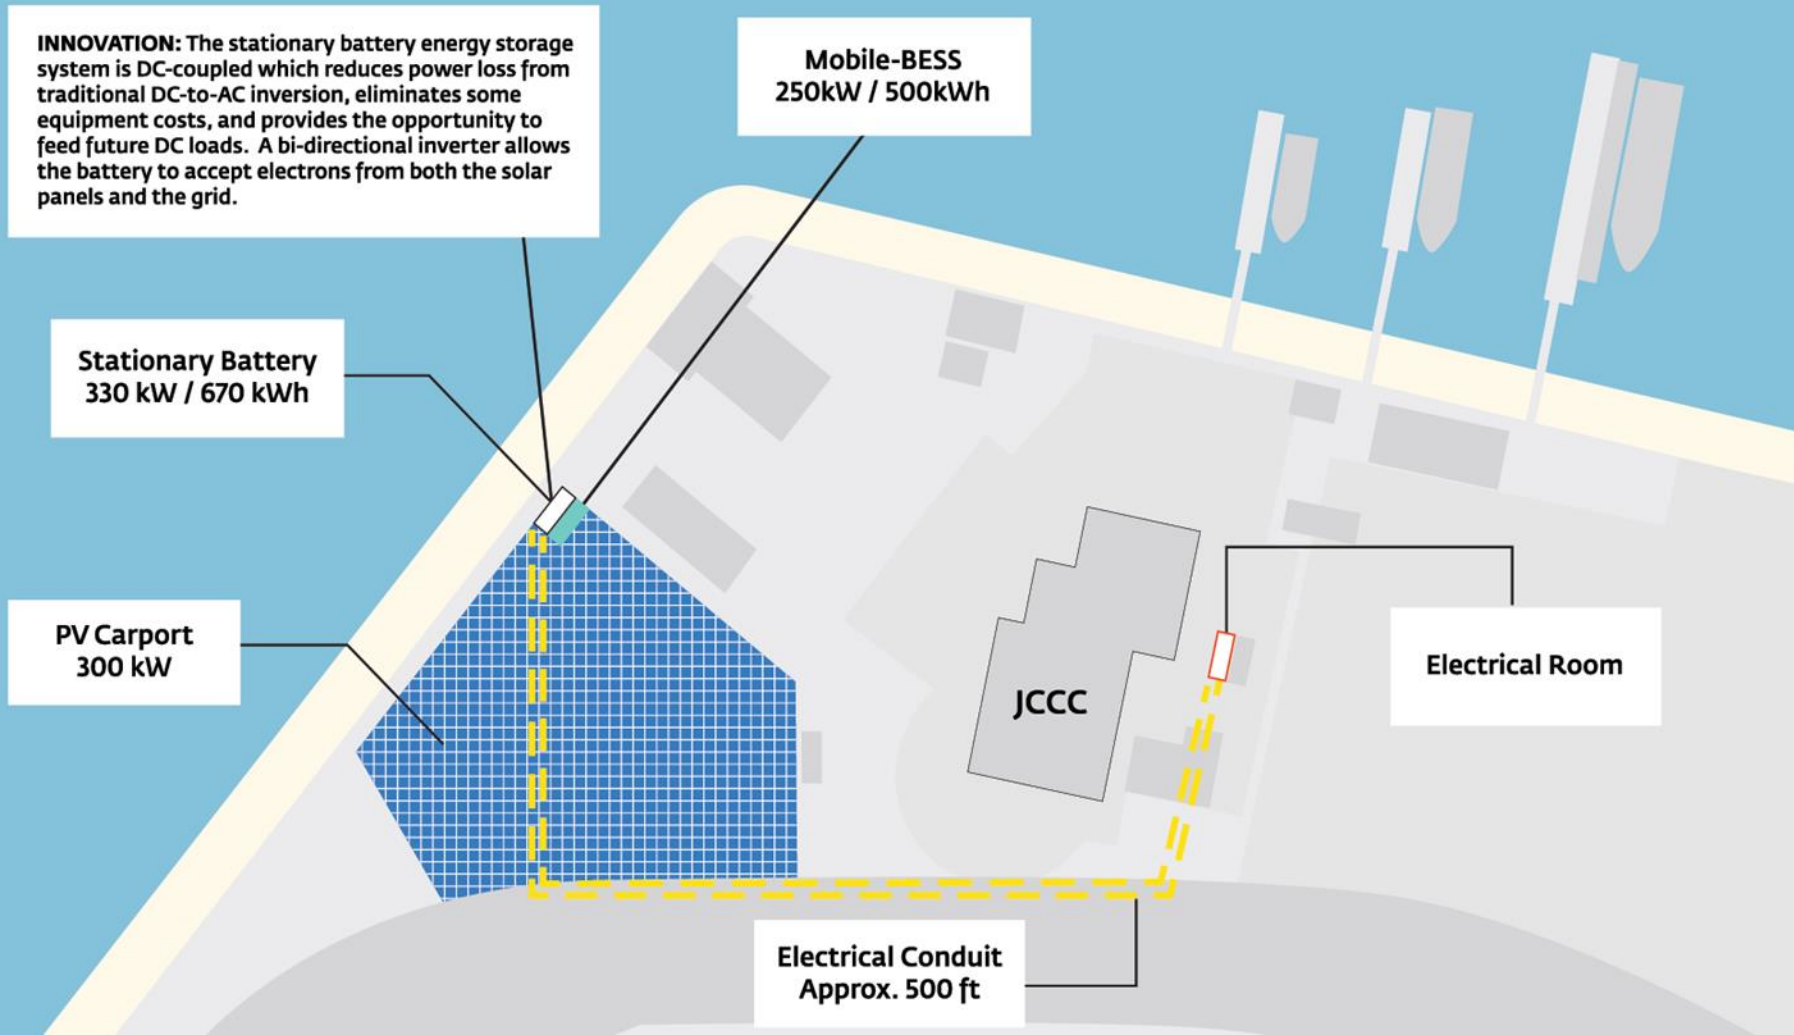 INNOVATION: The stationary battery energy storage
system is DC-coupled which reduces power loss from
traditional DC-to-AC inversion, eliminates some
equipment costs, and provides the opportunity to
feed future DC loads. A bi-directional inverter allows
the battery to accept electrons from both the solar
panels and the grid.
Mobile-BESS
250kW / 500kWh
Stationary Battery
330 kW / 670 kWh
PV Carport
300 kW
JCCC
Electrical Room
Electrical Conduit
Approx. 500 ft